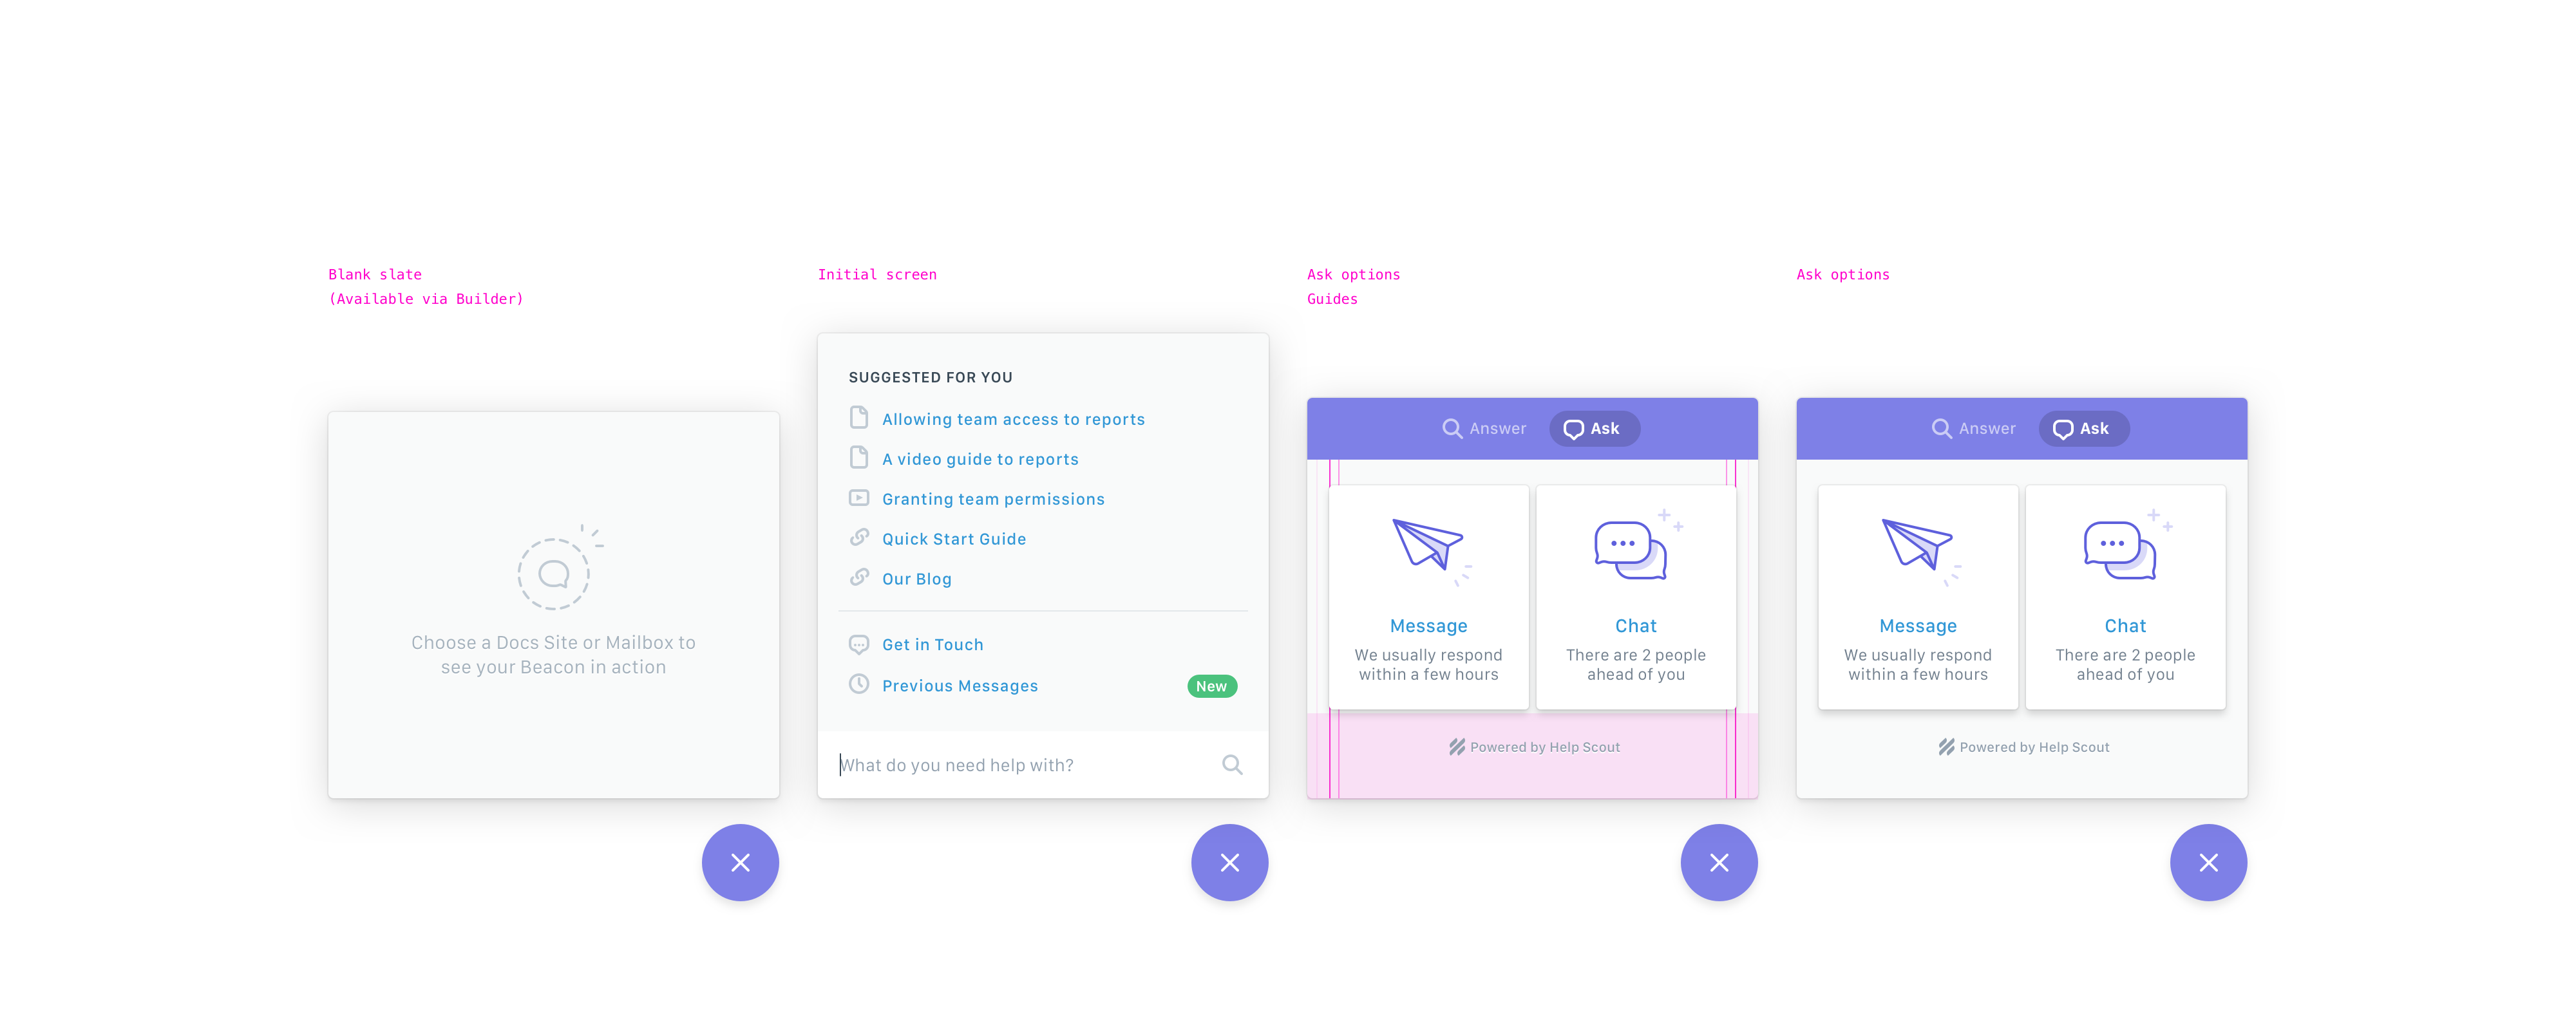 Blank slate
(Available via Builder)
Choose a Docs Site or Mailbox to
see your Beacon in action
Initial screen
SUGGESTED FOR YOU
Allowing team access to reports
A video guide to reports
Granting team permissions
Quick Start Guide
Our Blog
Get in Touch
Previous Messages
New
What do you need help with?
Ask options
Guides
Answer
Ask
Message
We usually respond
within a few hours
Chat
There are 2 people
ahead of you
Powered by Help Scout
Ask options
Answer
Ask
Message
We usually respond
within a few hours
Chat
There are 2 people
ahead of you
Powered by Help Scout